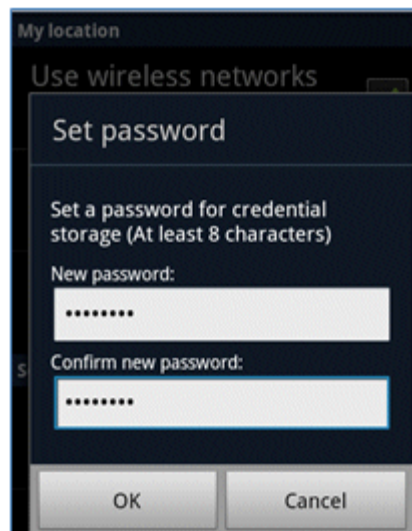 My location
Use wireless networks
Set password
Set a password for credential
storage (At least 8 characters)
New password:
••••••••
Confirm new password:
••••••••
OK
Cancel